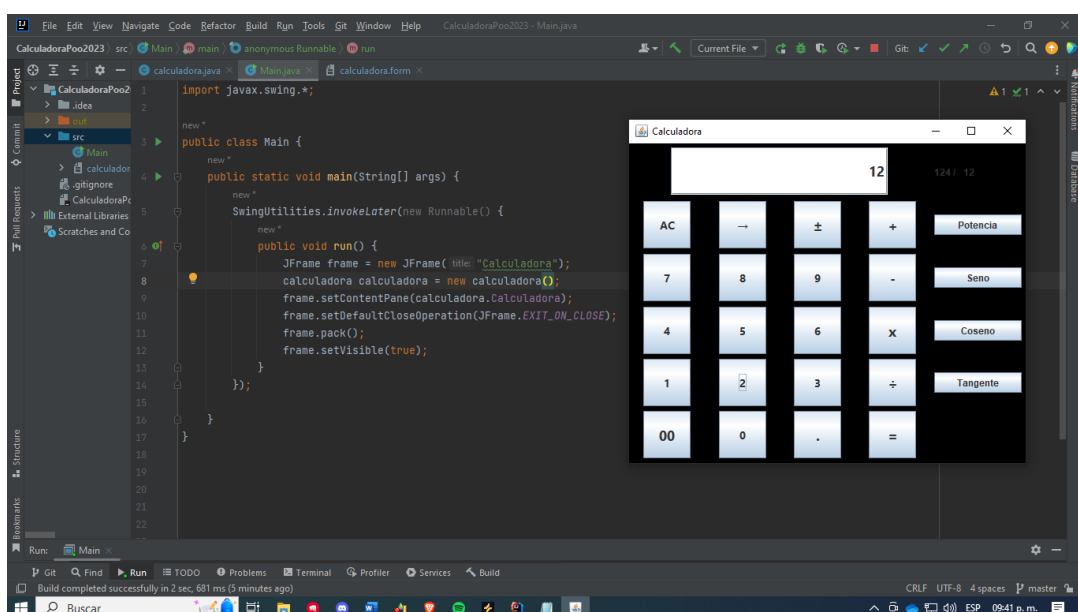 File Edit View Navigate Code Refactor Build Run Tools Git Window Help CalculadoraPoo2023 - Main.java
CalculadoraPoo2023 src Main main anonymous Runnable run Current File Git:
Project
calculadora.java Main.java calculadora.form
CalculadoraPoo2
.idea
out
src
Main
calculador
.gitignore
CalculadoraPo
External Libraries
Scratches and Co
Commit
Pull Requests
Structure
Bookmarks
1 import javax.swing.*;
2
new *
3 public class Main {
new *
4 public static void main(String[] args) {
new *
5 SwingUtilities.invokeLater(new Runnable() {
new *
6 public void run() {
7 JFrame frame = new JFrame( title: "Calculadora");
8 calculadora calculadora = new calculadora();
9 frame.setContentPane(calculadora.Calculadora);
10 frame.setDefaultCloseOperation(JFrame.EXIT_ON_CLOSE);
11 frame.pack();
12 frame.setVisible(true);
13 }
14 });
15
16 }
17 }
18
19
20
21
22
1 1
Notifications
Database
Calculadora
12 124 / 12
AC → ± + Potencia
7 8 9 - Seno
4 5 6 x Coseno
1 2 3 ÷ Tangente
00 0 . =
Run: Main
Git Find Run TODO Problems Terminal Profiler Services Build
Build completed successfully in 2 sec, 681 ms (5 minutes ago) CRLF UTF-8 4 spaces master
Buscar ESP 09:41 p. m.